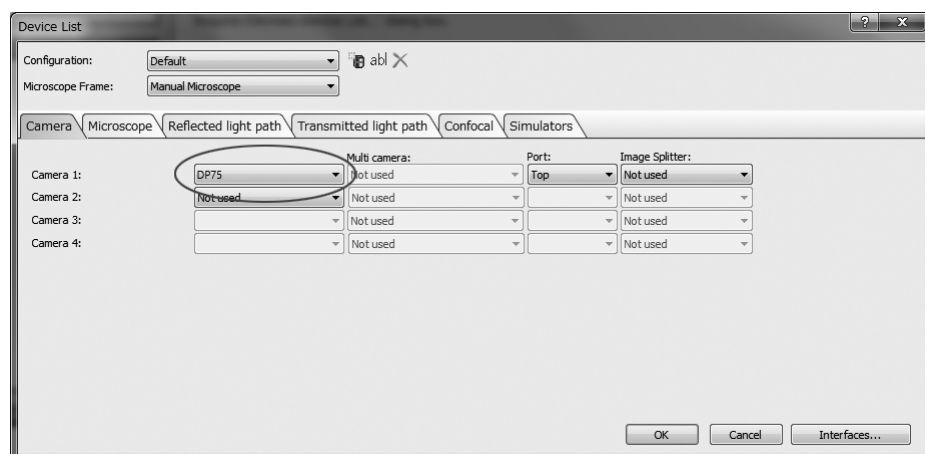 Device List
? X
Configuration: Default abl
Microscope Frame: Manual Microscope
Camera Microscope Reflected light path Transmitted light path Confocal Simulators
Multi camera: Port: Image Splitter:
Camera 1: DP75 Not used Top Not used
Camera 2: Not used Not used Not used
Camera 3: Not used Not used
Camera 4: Not used Not used
OK Cancel Interfaces...